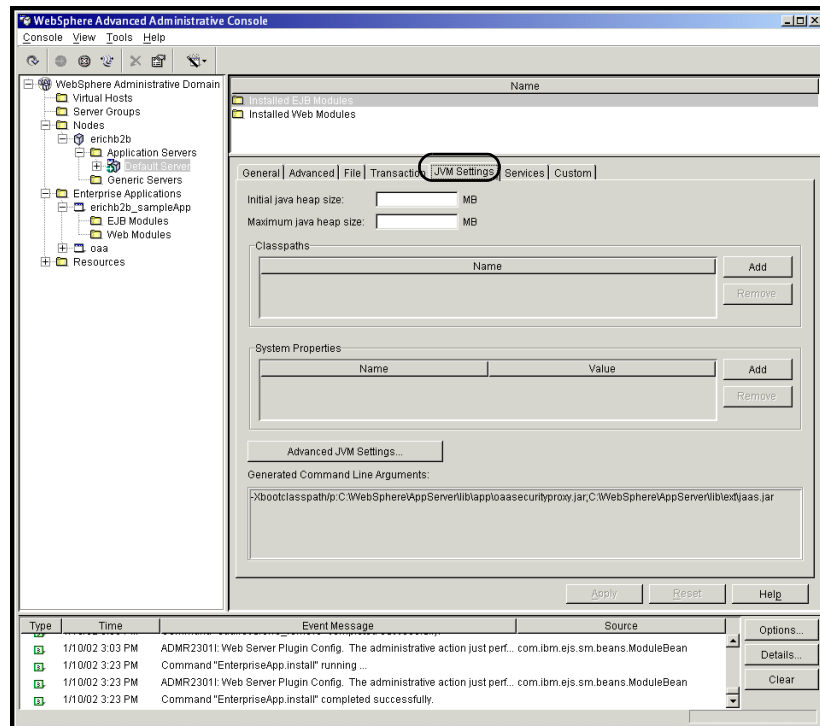 WebSphere Advanced Administrative Console
Console View Tools Help
WebSphere Administrative Domain
Virtual Hosts
Server Groups
Nodes
erichb2b
Application Servers
Default Server
Generic Servers
Enterprise Applications
erichb2b_sampleApp
EJB Modules
Web Modules
oaa
Resources
Name
Installed EJB Modules
Installed Web Modules
General Advanced File Transaction JVM Settings Services Custom
Initial java heap size: MB
Maximum java heap size: MB
Classpaths
Name
Add
Remove
System Properties
Name Value
Add
Remove
Advanced JVM Settings...
Generated Command Line Arguments:
-Xbootclasspath/p:C:\WebSphere\AppServer\lib\app\oaasecurityproxy.jar;C:\WebSphere\AppServer\lib\ext\jaas.jar
Apply Reset Help
Type Time Event Message Source
1/10/02 3:03 PM ADMR2301I: Web Server Plugin Config. The administrative action just perf... com.ibm.ejs.sm.beans.ModuleBean
1/10/02 3:23 PM Command "EnterpriseApp.install" running ...
1/10/02 3:23 PM ADMR2301I: Web Server Plugin Config. The administrative action just perf... com.ibm.ejs.sm.beans.ModuleBean
1/10/02 3:23 PM Command "EnterpriseApp.install" completed successfully.
Options...
Details...
Clear